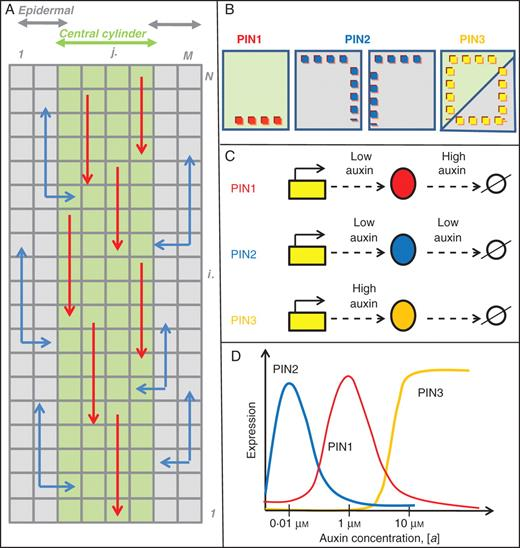 A
Epidermal
Central cylinder
1
j.
M
N
i.
1
B
PIN1
PIN2
PIN3
C
PIN1
Low
auxin
High
auxin
PIN2
Low
auxin
Low
auxin
PIN3
High
auxin
D
Expression
PIN2
PIN1
PIN3
0·01 μM
1 μM
10 μM
Auxin concentration, [a]